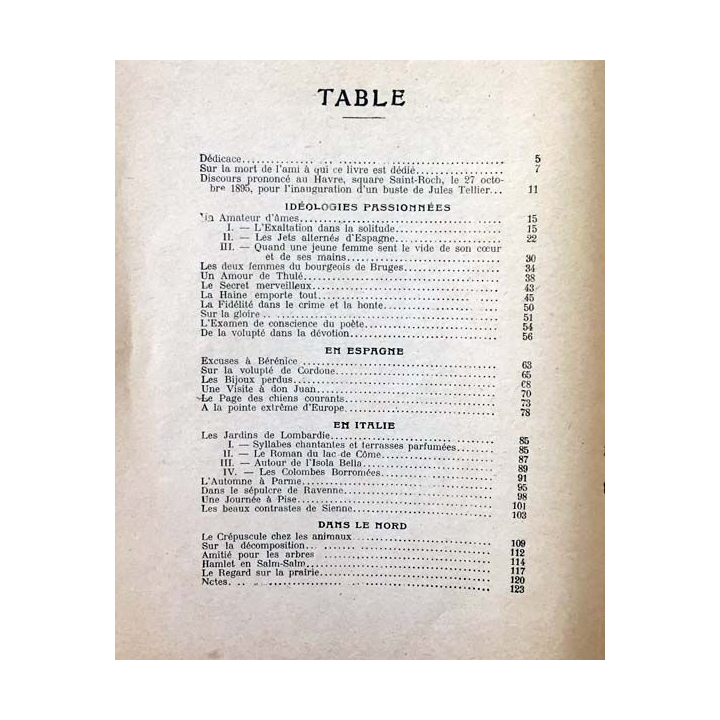 TABLE
Dédicace 5
Sur la mort de l'ami à qui ce livre est dédié 7
Discours prononcé au Havre, square Saint-Roch, le 27 octo-
bre 1895, pour l'inauguration d'un buste de Jules Tellier... 11
IDÉOLOGIES PASSIONNÉES
Un Amateur d'âmes 15
I. — L'Exaltation dans la solitude 15
II. — Les Jets alternés d'Espagne 22
III. — Quand une jeune femme sent le vide de son cœur
et de ses mains 30
Les deux femmes du bourgeois de Bruges 34
Un Amour de Thulé 38
Le Secret merveilleux 43
La Haine emporte tout 45
La Fidélité dans le crime et la honte 50
Sur la gloire 51
L'Examen de conscience du poète 54
De la volupté dans la dévotion 56
EN ESPAGNE
Excuses à Bérénice 63
Sur la volupté de Cordoue 65
Les Bijoux perdus 68
Une Visite à don Juan 70
Le Page des chiens courants 73
A la pointe extrême d'Europe 78
EN ITALIE
Les Jardins de Lombardie 85
I. — Syllabes chantantes et terrasses parfumées 85
II. — Le Roman du lac de Côme 87
III. — Autour de l'Isola Bella 89
IV. — Les Colombes Borromées 91
L'Automne à Parme 95
Dans le sépulcre de Ravenne 98
Une Journée à Pise 101
Les beaux contrastes de Sienne 103
DANS LE NORD
Le Crépuscule chez les animaux 109
Sur la décomposition 112
Amitié pour les arbres 114
Hamlet en Salm-Salm 117
Le Regard sur la prairie 120
Notes 123